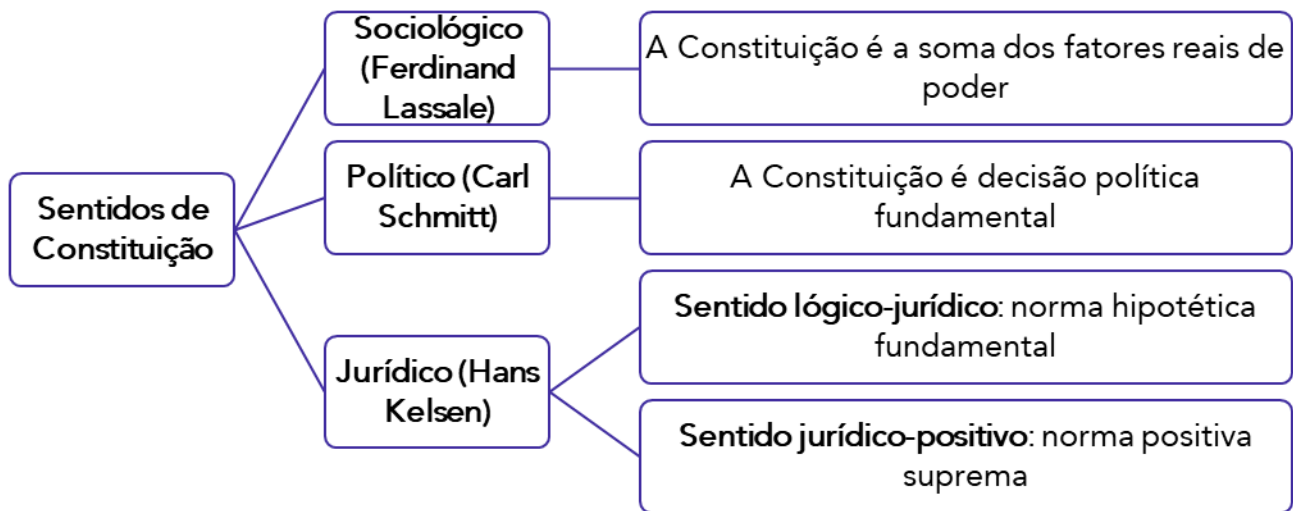 Sentidos de
Constituição
Sociológico
(Ferdinand
Lassale)
A Constituição é a soma dos fatores reais de
poder
Político (Carl
Schmitt)
A Constituição é decisão política
fundamental
Jurídico (Hans
Kelsen)
Sentido lógico-jurídico: norma hipotética
fundamental
Sentido jurídico-positivo: norma positiva
suprema